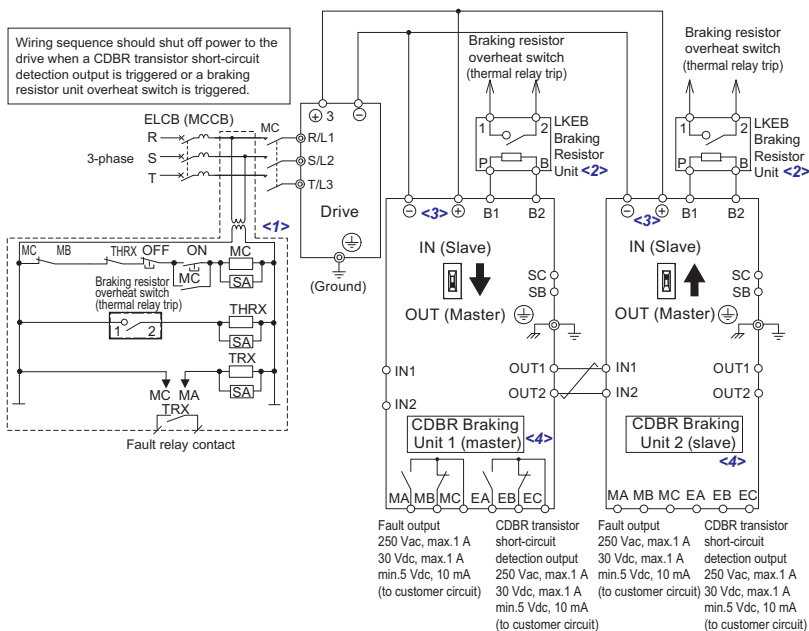 Wiring sequence should shut off power to the
drive when a CDBR transistor short-circuit
detection output is triggered or a braking
resistor unit overheat switch is triggered.
ELCB (MCCB)
R
S
T
3-phase
MC
<1>
+ 3 −
R/L1
S/L2
T/L3
Drive
(Ground)
MC MB THRX OFF ON MC
MC
SA
Braking resistor
overheat switch
(thermal relay trip)
1 2
THRX
SA
TRX
SA
MC MA
TRX
Fault relay contact
Braking resistor
overheat switch
(thermal relay trip)
1 2
P B
LKEB
Braking
Resistor
Unit <2>
− <3> + B1 B2
IN (Slave)
OUT (Master)
SC
SB
IN1
IN2
OUT1
OUT2
CDBR Braking
Unit 1 (master)
<4>
MA MB MC EA EB EC
Fault output
250 Vac, max.1 A
30 Vdc, max.1 A
min.5 Vdc, 10 mA
(to customer circuit)
CDBR transistor
short-circuit
detection output
250 Vac, max.1 A
30 Vdc, max.1 A
min.5 Vdc, 10 mA
(to customer circuit)
Braking resistor
overheat switch
(thermal relay trip)
1 2
P B
LKEB
Braking
Resistor
Unit <2>
− <3> + B1 B2
IN (Slave)
OUT (Master)
SC
SB
IN1
IN2
OUT1
OUT2
CDBR Braking
Unit 2 (slave)
<4>
MA MB MC EA EB EC
Fault output
250 Vac, max.1 A
30 Vdc, max.1 A
min.5 Vdc, 10 mA
(to customer circuit)
CDBR transistor
short-circuit
detection output
250 Vac, max.1 A
30 Vdc, max.1 A
min.5 Vdc, 10 mA
(to customer circuit)